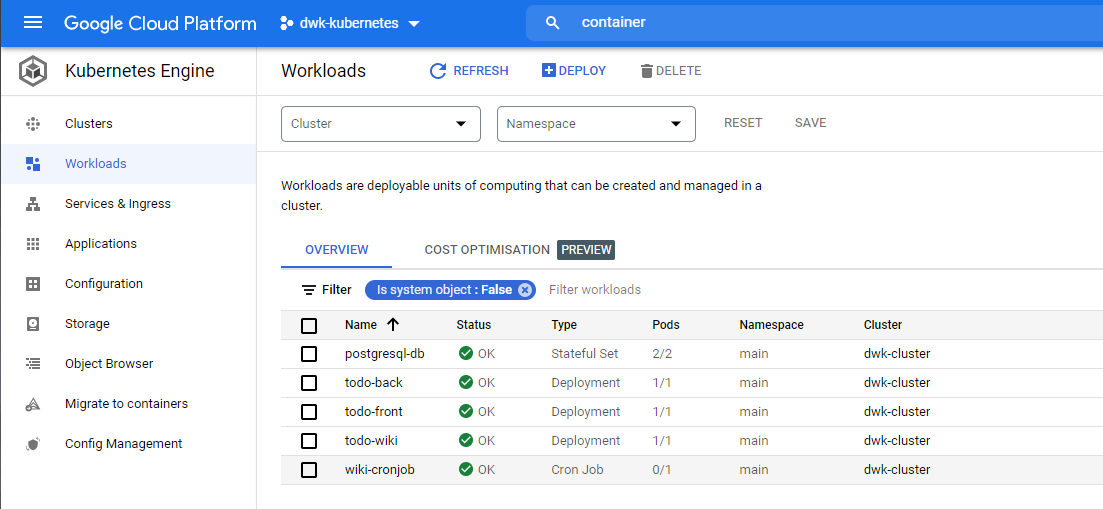 Google Cloud Platform dwk-kubernetes container
Kubernetes Engine
Workloads REFRESH DEPLOY DELETE
Clusters
Workloads
Services & Ingress
Applications
Configuration
Storage
Object Browser
Migrate to containers
Config Management
Cluster Namespace RESET SAVE
Workloads are deployable units of computing that can be created and managed in a
cluster.
OVERVIEW COST OPTIMISATION PREVIEW
Filter Is system object : False Filter workloads
Name Status Type Pods Namespace Cluster
postgresql-db OK Stateful Set 2/2 main dwk-cluster
todo-back OK Deployment 1/1 main dwk-cluster
todo-front OK Deployment 1/1 main dwk-cluster
todo-wiki OK Deployment 1/1 main dwk-cluster
wiki-cronjob OK Cron Job 0/1 main dwk-cluster